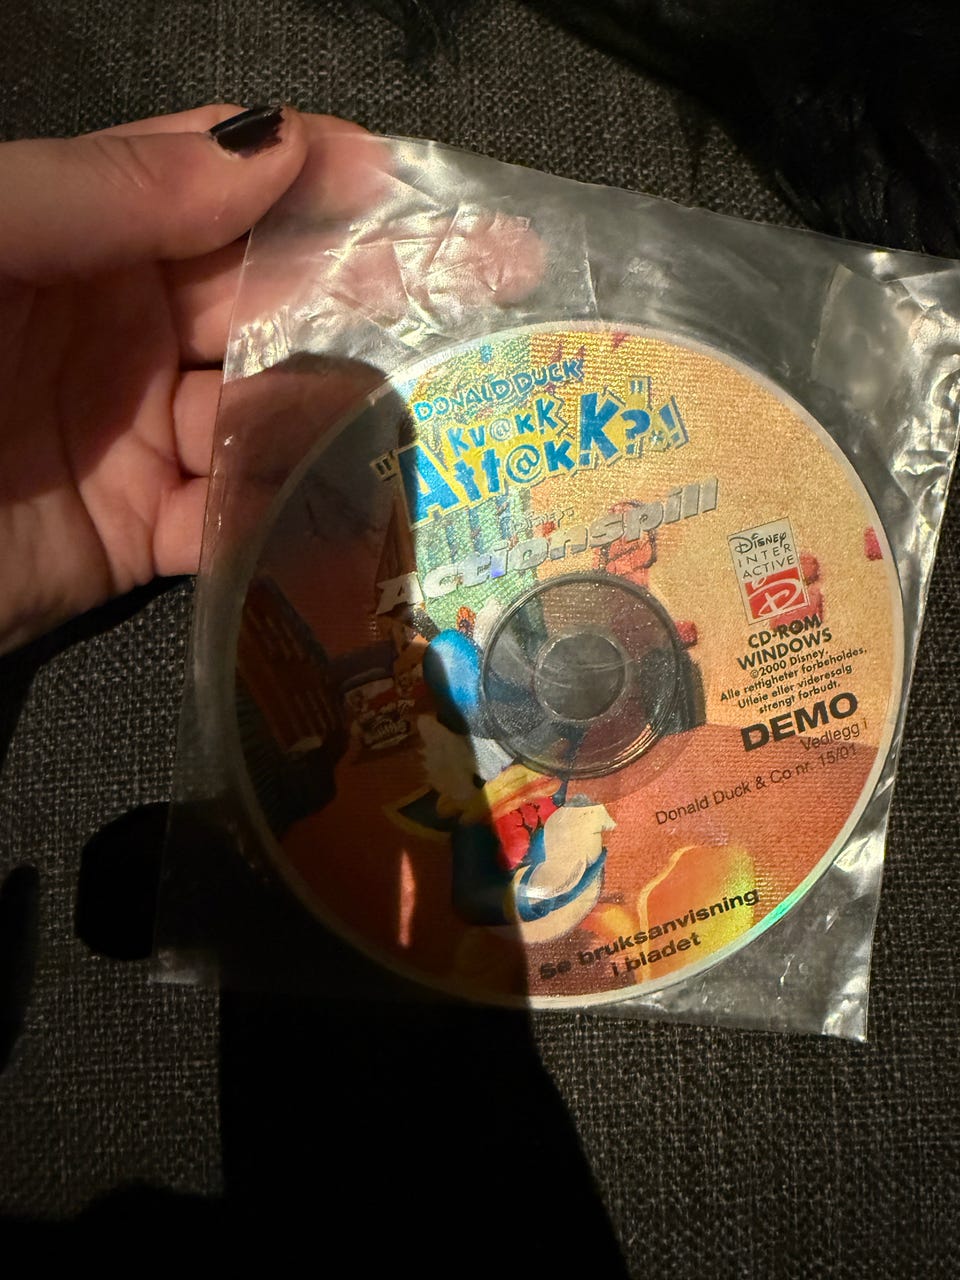 DONALD DUCK
"KV@KK
Att@kK?*!"
Actionspill
DISNEY
INTER
ACTIVE
CD-ROM
WINDOWS
©2000 Disney.
Alle rettigheter forbeholdes.
Utleie eller videresalg
strengt forbudt.
DEMO
Vedlegg i
Donald Duck & Co nr. 15/01
Se bruksanvisning
i bladet